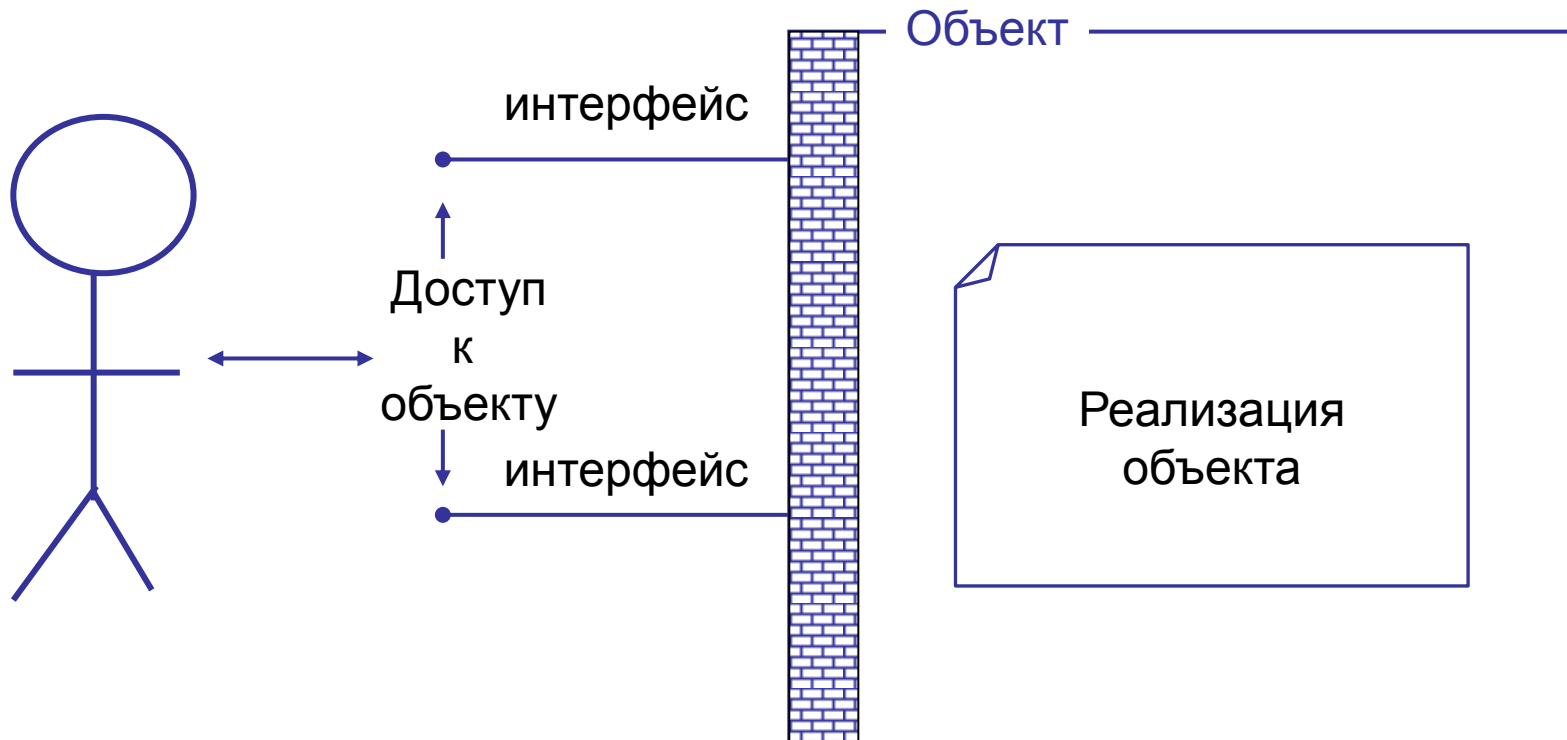 Объект
интерфейс
Доступ
к
объекту
интерфейс
Реализация
объекта